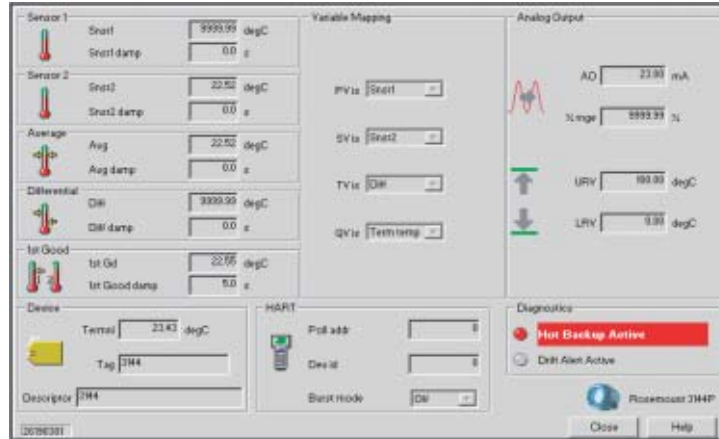 Sensor 1
Snsr1 9999.99 degC
Snsr1 damp 0.0 s
Sensor 2
Snsr2 22.52 degC
Snsr2 damp 0.0 s
Average
Avg 22.52 degC
Avg damp 0.0 s
Differential
Diff 9999.99 degC
Diff damp 0.0 s
1st Good
1st Gd 22.55 degC
1st Good damp 5.0 s
Variable Mapping
PV is Snsr1
SV is Snsr2
TV is Diff
QV is Term temp
Analog Output
AO 23.00 mA
% rnge 9999.99 %
URV 100.00 degC
LRV 0.00 degC
Device
Terminl 23.43 degC
Tag 3144
Descriptor 3144
HART
Poll addr 0
Dev id
Burst mode Off
Diagnostics
Hot Backup Active
Drift Alert Active
Rosemount 3144P
Close Help